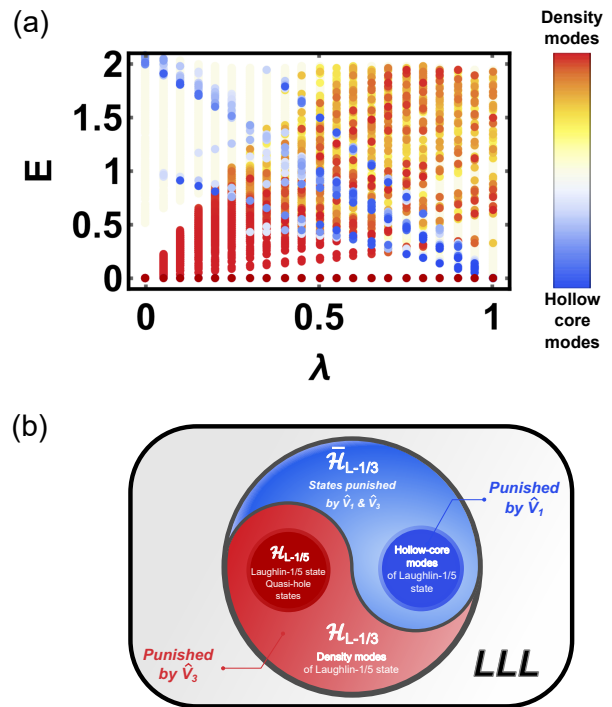 (a)
Density
modes
2
1.5
1
0.5
0
E
0
0.5
1
λ
Hollow
core
modes
(b)
ℋ̄L-1/3
States punished
by V̂1 & V̂3
Punished
by V̂1
ℋL-1/5
Laughlin-1/5 state
Quasi-hole
states
Hollow-core
modes
of Laughlin-1/5
state
ℋL-1/3
Density modes
of Laughlin-1/5 state
Punished
by V̂3
LLL